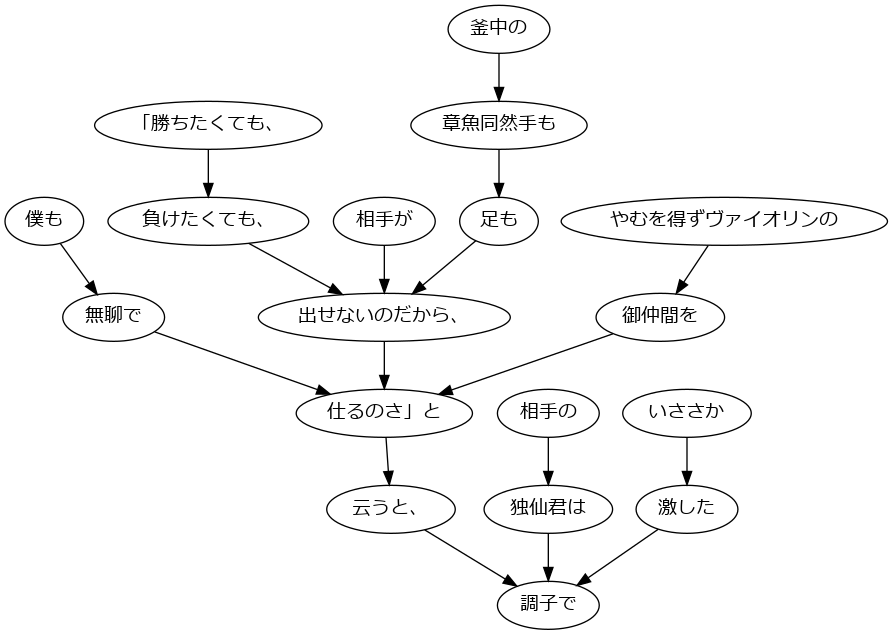 釜中の
「勝ちたくても、
章魚同然手も
僕も
負けたくても、
相手が
足も
やむを得ずヴァイオリンの
無聊で
出せないのだから、
御仲間を
仕るのさ」と
相手の
いささか
云うと、
独仙君は
激した
調子で